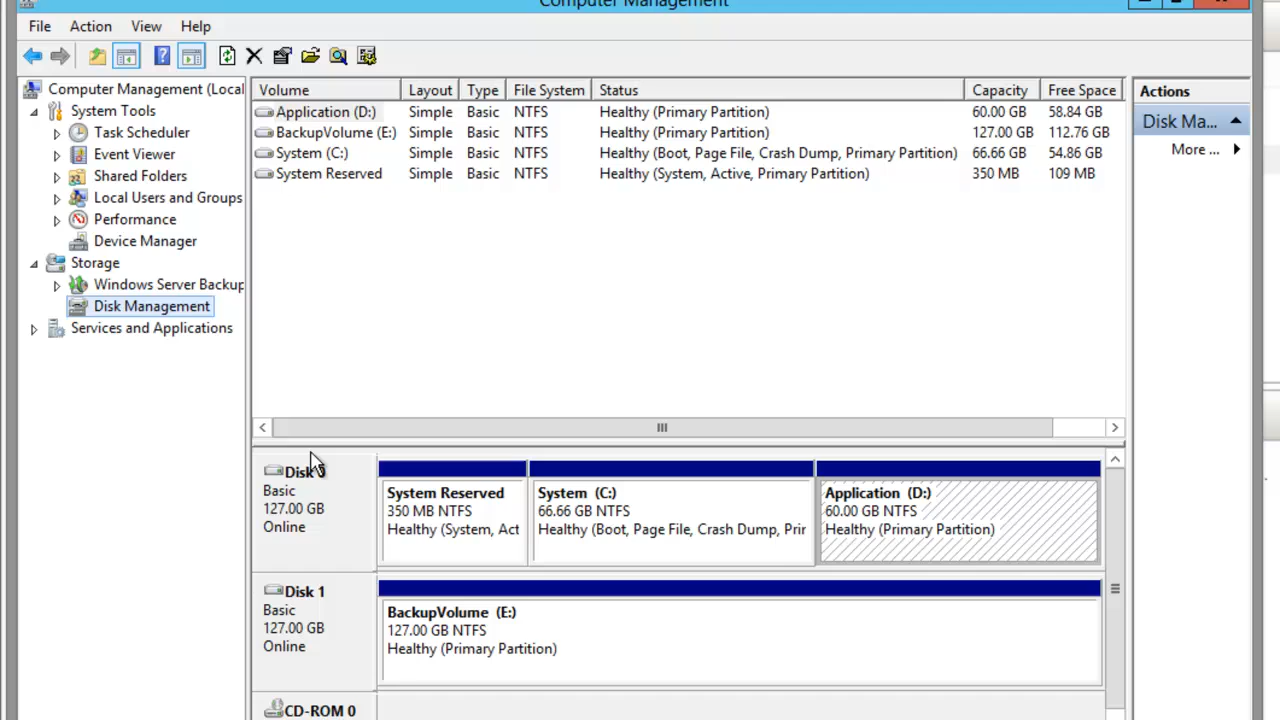 Computer Management
File Action View Help
Computer Management (Local
System Tools
Task Scheduler
Event Viewer
Shared Folders
Local Users and Groups
Performance
Device Manager
Storage
Windows Server Backup
Disk Management
Services and Applications
Volume Layout Type File System Status Capacity Free Space
Application (D:) Simple Basic NTFS Healthy (Primary Partition) 60.00 GB 58.84 GB
BackupVolume (E:) Simple Basic NTFS Healthy (Primary Partition) 127.00 GB 112.76 GB
System (C:) Simple Basic NTFS Healthy (Boot, Page File, Crash Dump, Primary Partition) 66.66 GB 54.86 GB
System Reserved Simple Basic NTFS Healthy (System, Active, Primary Partition) 350 MB 109 MB
Actions
Disk Ma...
More ...
Disk 0
Basic
127.00 GB
Online
System Reserved
350 MB NTFS
Healthy (System, Act
System (C:)
66.66 GB NTFS
Healthy (Boot, Page File, Crash Dump, Prir
Application (D:)
60.00 GB NTFS
Healthy (Primary Partition)
Disk 1
Basic
127.00 GB
Online
BackupVolume (E:)
127.00 GB NTFS
Healthy (Primary Partition)
CD-ROM 0